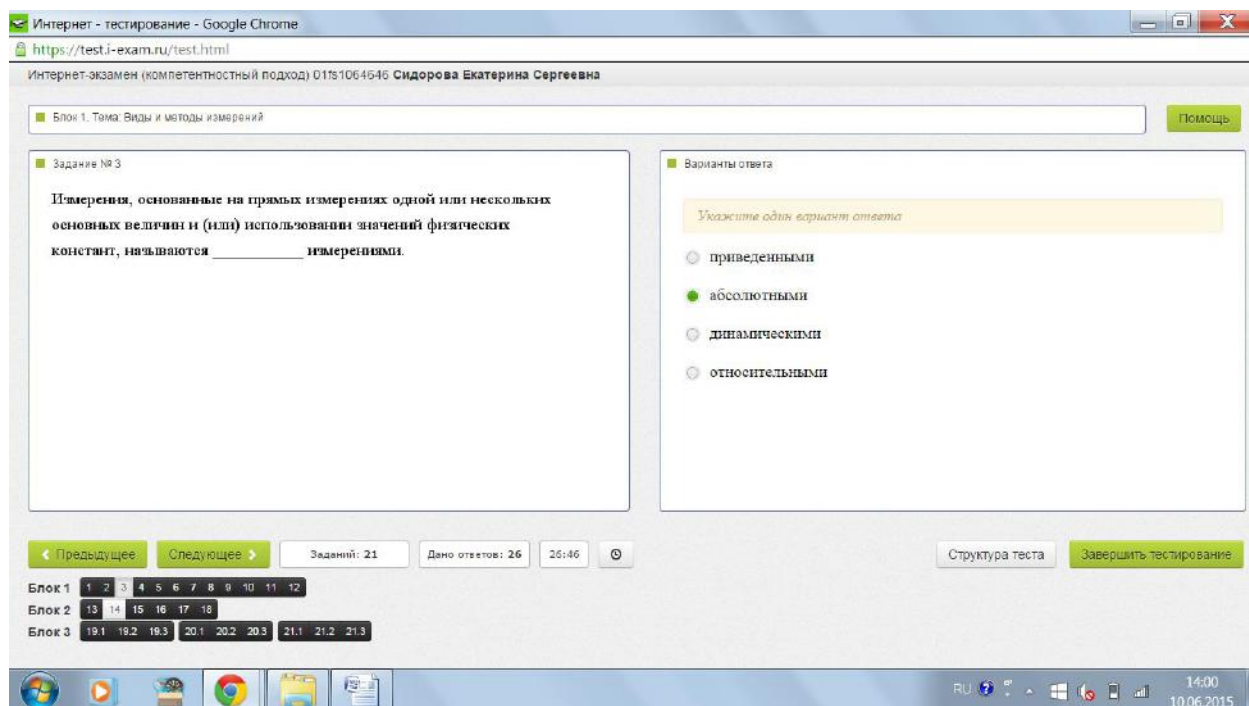 Интернет - тестирование - Google Chrome
https://test.i-exam.ru/test.html
Интернет-экзамен (компетентностный подход) 01fs1064646 Сидорова Екатерина Сергеевна
Блок 1. Тема: Виды и методы измерений
Помощь
Задание № 3
Измерения, основанные на прямых измерениях одной или нескольких
основных величин и (или) использовании значений физических
констант, называются ____________ измерениями.
Варианты ответа
Укажите один вариант ответа
приведенными
абсолютными
динамическими
относительными
Предыдущее Следующее Заданий: 21 Дано ответов: 26 26:46 Структура теста Завершить тестирование
Блок 1 1 2 3 4 5 6 7 8 9 10 11 12
Блок 2 13 14 15 16 17 18
Блок 3 19.1 19.2 19.3 20.1 20.2 20.3 21.1 21.2 21.3
RU 14:00
10.06.2015